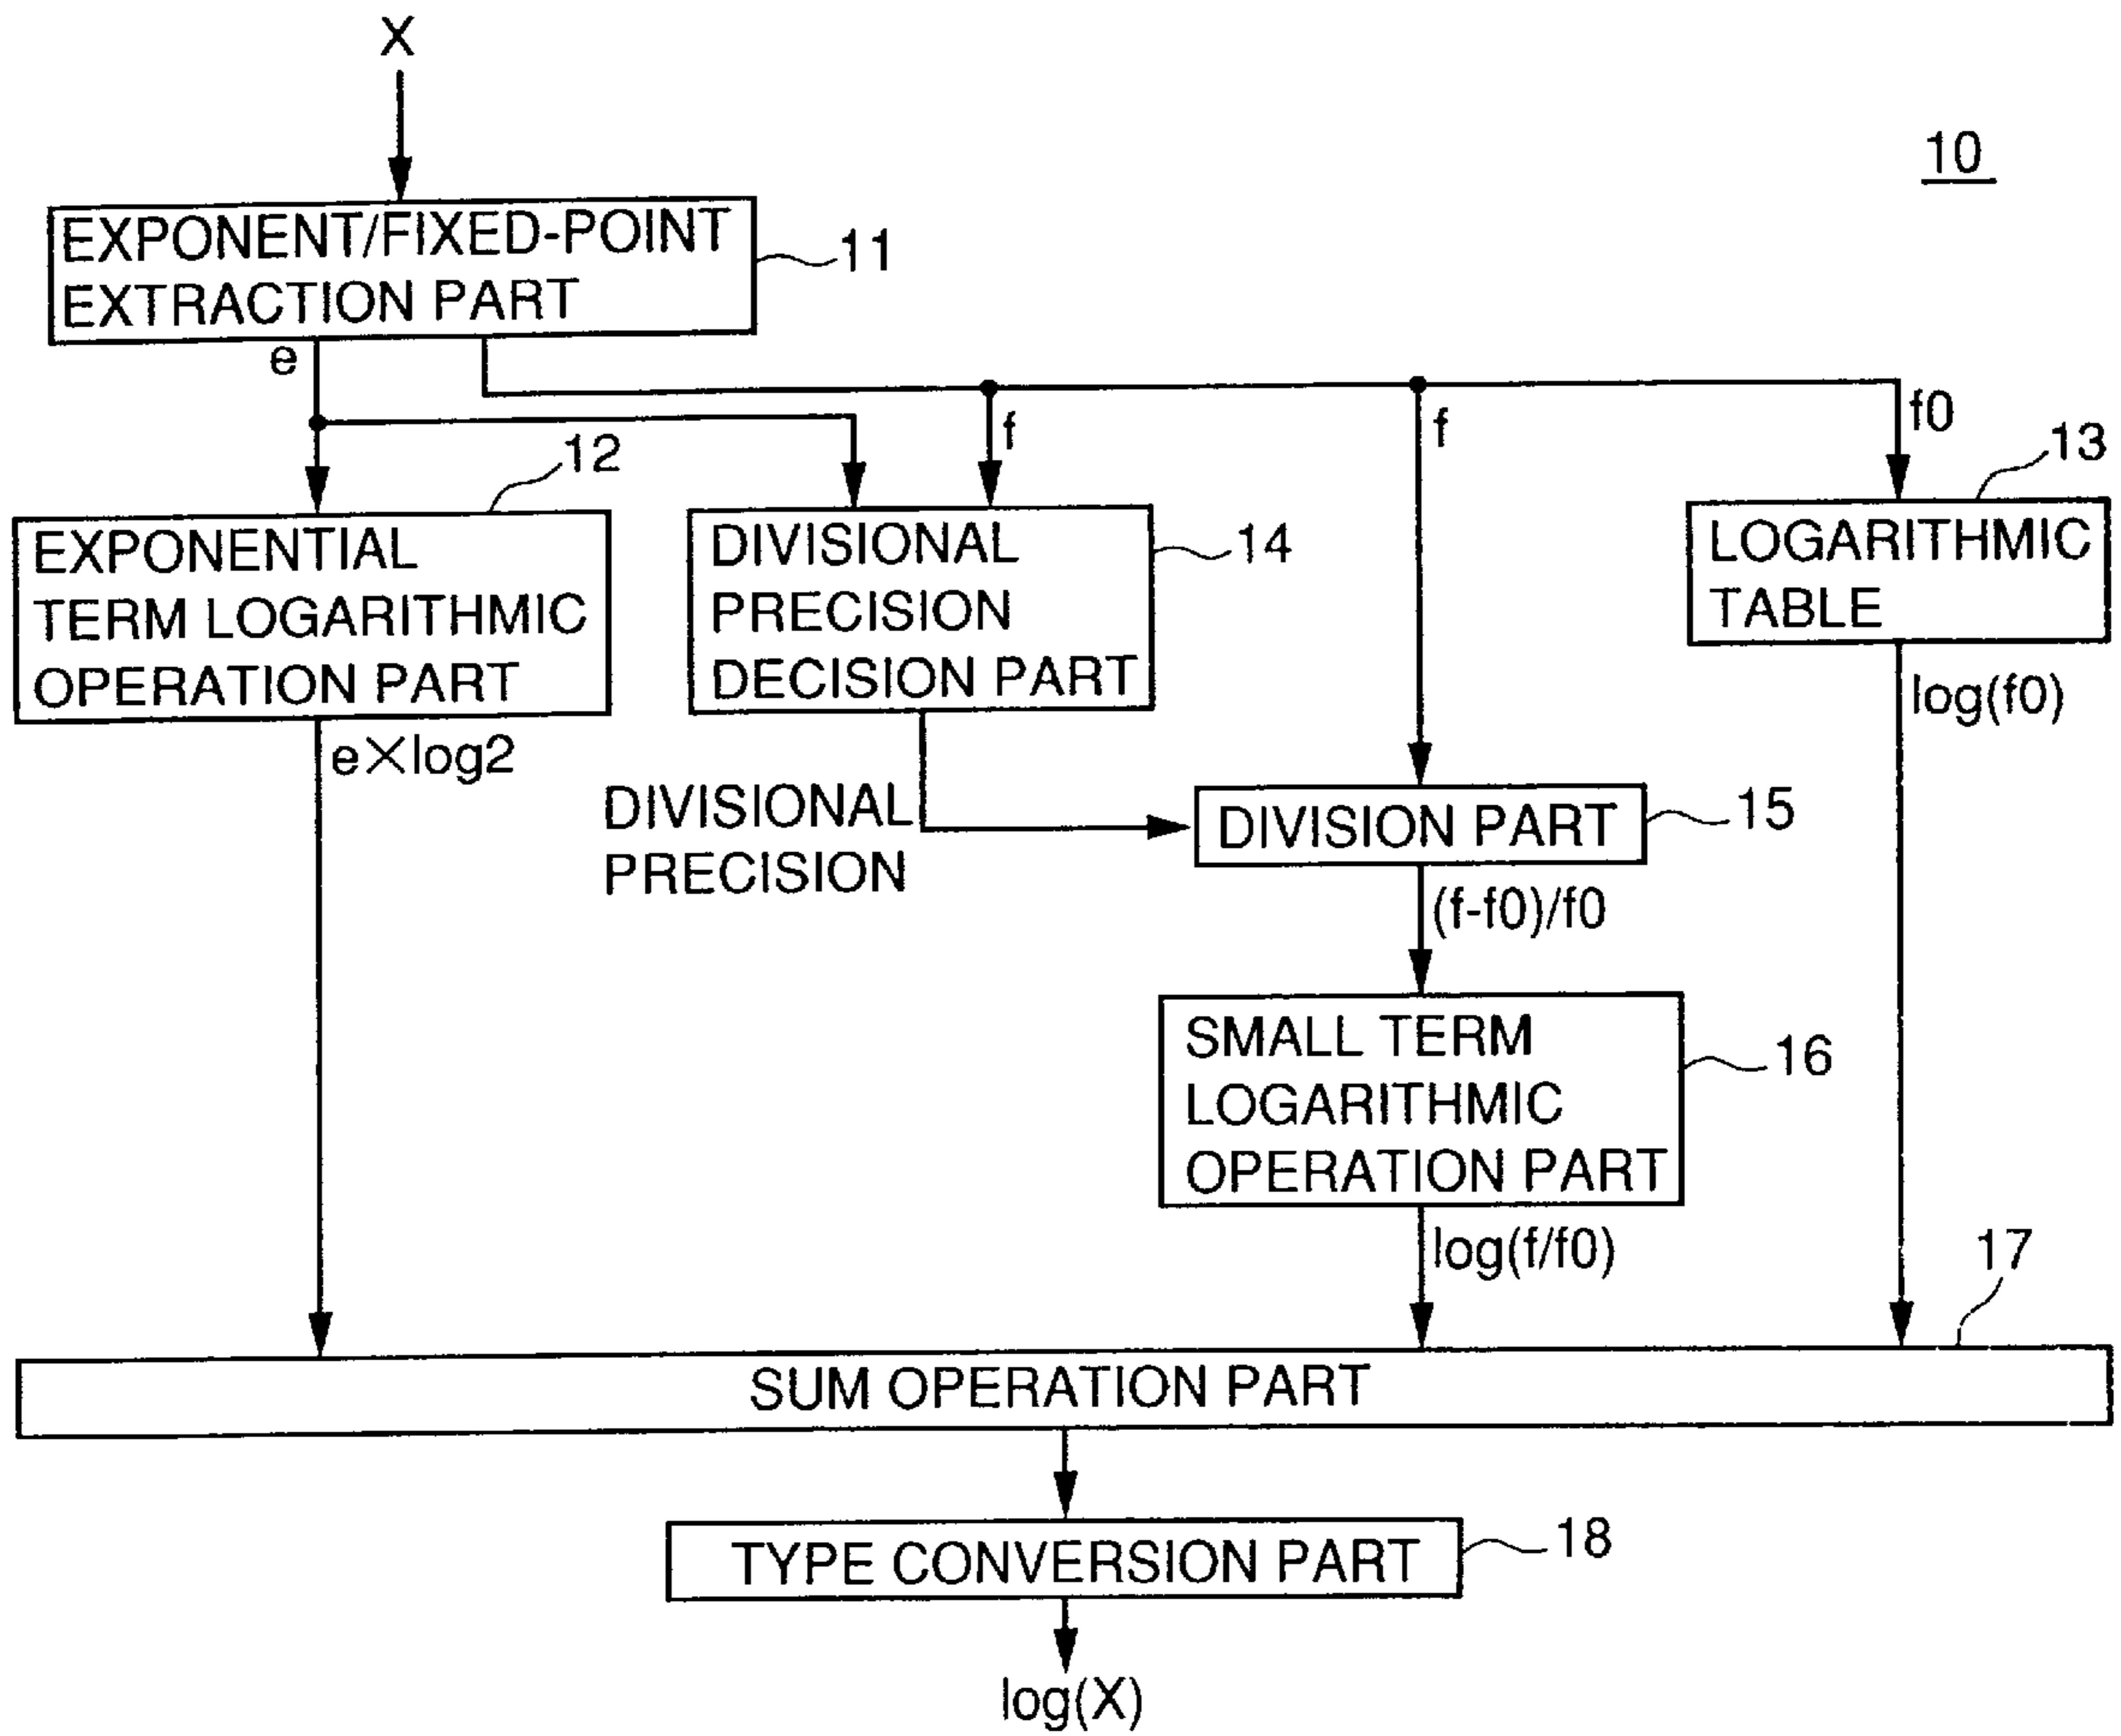 X
10
EXPONENT/FIXED-POINT
EXTRACTION PART
11
e
f
f
f0
12
13
EXPONENTIAL
TERM LOGARITHMIC
OPERATION PART
DIVISIONAL
PRECISION
DECISION PART
14
LOGARITHMIC
TABLE
e×log2
log(f0)
DIVISIONAL
PRECISION
DIVISION PART
15
(f-f0)/f0
SMALL TERM
LOGARITHMIC
OPERATION PART
16
log(f/f0)
17
SUM OPERATION PART
TYPE CONVERSION PART
18
log(X)